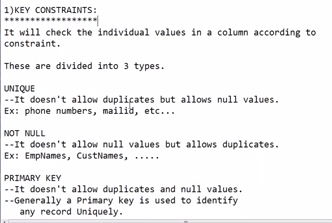 1)KEY CONSTRAINTS:
******************
It will check the individual values in a column according to
constraint.
These are divided into 3 types.
UNIQUE
--It doesn't allow duplicates but allows null values.
Ex: phone numbers, mailid, etc...
NOT NULL
--It doesn't allow null values but allows duplicates.
Ex: EmpNames, CustNames, .....
PRIMARY KEY
--It doesn't allow duplicates and null values.
--Generally a Primary key is used to identify
any record Uniquely.